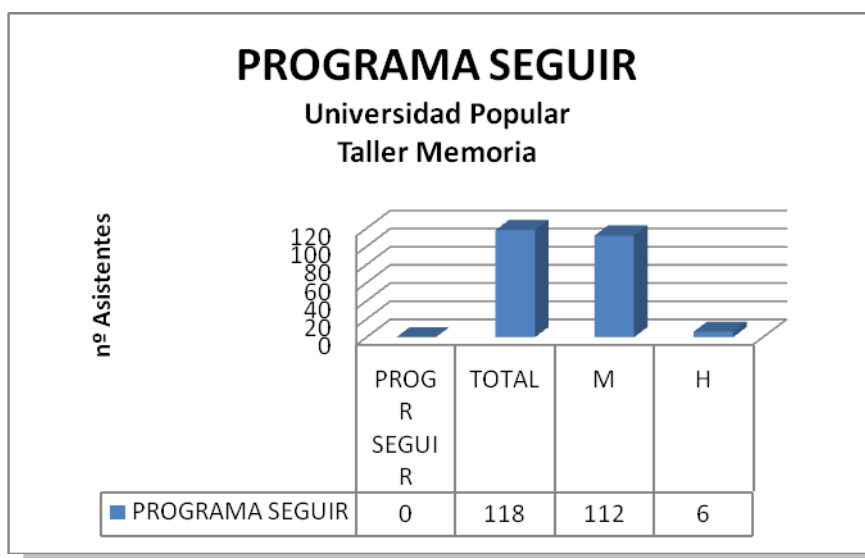 PROGRAMA SEGUIR
Universidad Popular
Taller Memoria
nº Asistentes
120
100
80
60
40
20
0
PROG
R
SEGUI
R
TOTAL
M
H
PROGRAMA SEGUIR 0 118 112 6